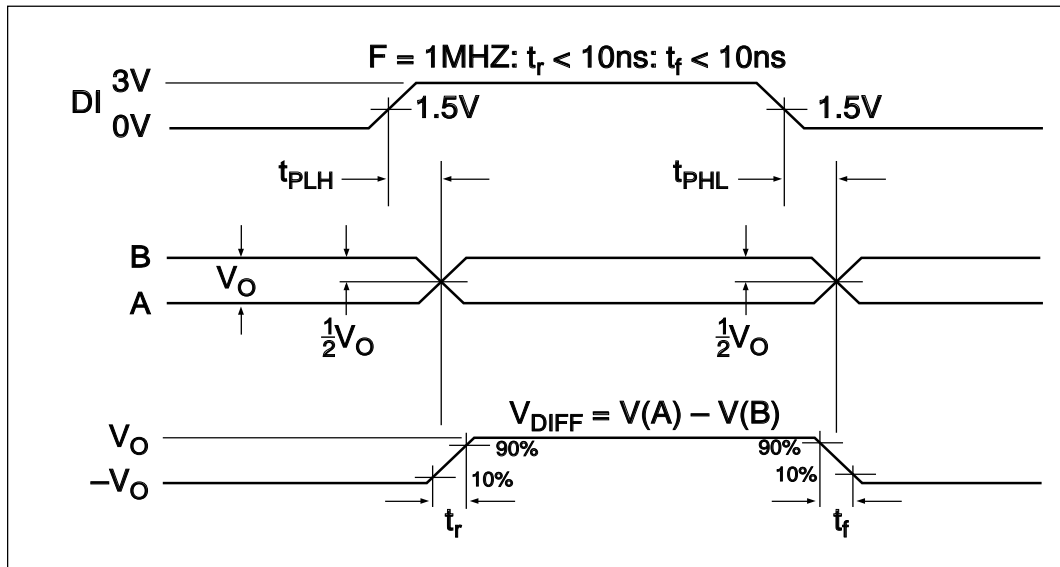 F = 1MHZ: tr < 10ns: tf < 10ns
3V
DI
1.5V
1.5V
0V
tPLH
tPHL
B
VO
A
½VO
½VO
VDIFF = V(A) – V(B)
VO
90%
90%
10%
10%
–VO
tr
tf